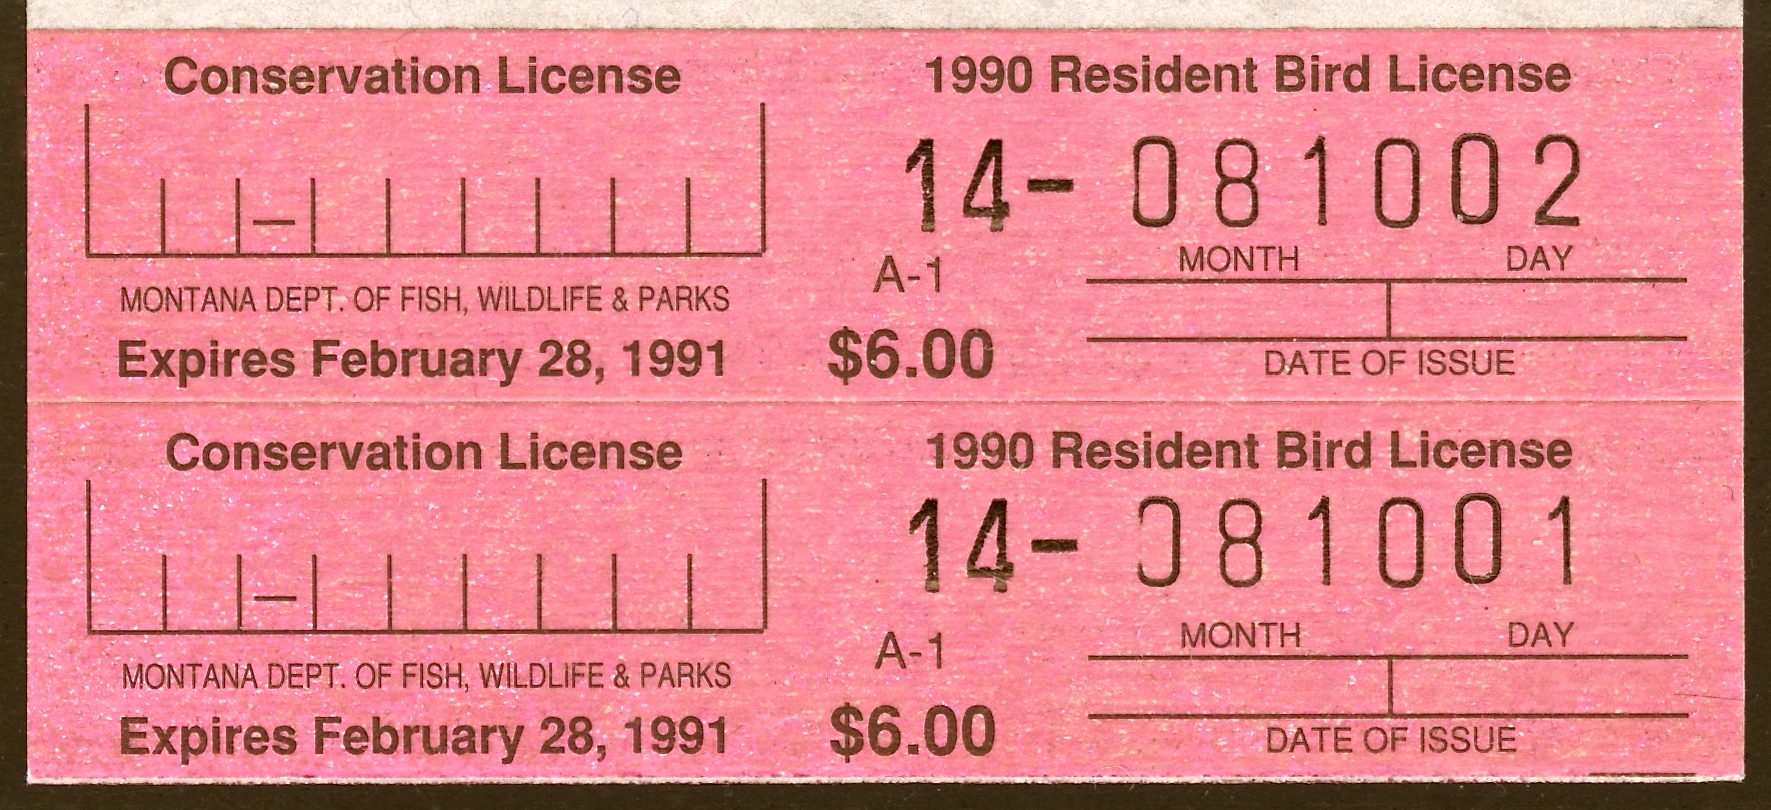 Conservation License
1990 Resident Bird License
14- 081002
MONTH DAY
A-1
MONTANA DEPT. OF FISH, WILDLIFE & PARKS
Expires February 28, 1991
$6.00
DATE OF ISSUE
Conservation License
1990 Resident Bird License
14- 081001
MONTH DAY
A-1
MONTANA DEPT. OF FISH, WILDLIFE & PARKS
Expires February 28, 1991
$6.00
DATE OF ISSUE